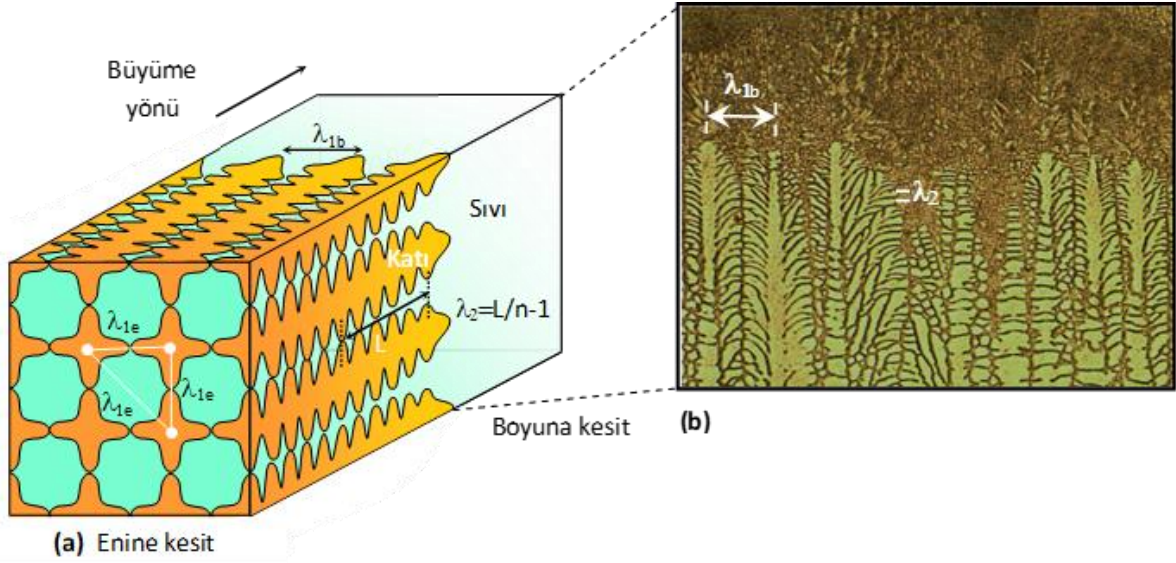 Büyüme
yönü
λ1b
Sıvı
Katı
λ2=L/n-1
L
λ1e
λ1e
λ1e
Boyuna kesit
(a) Enine kesit
λ1b
λ2
(b)